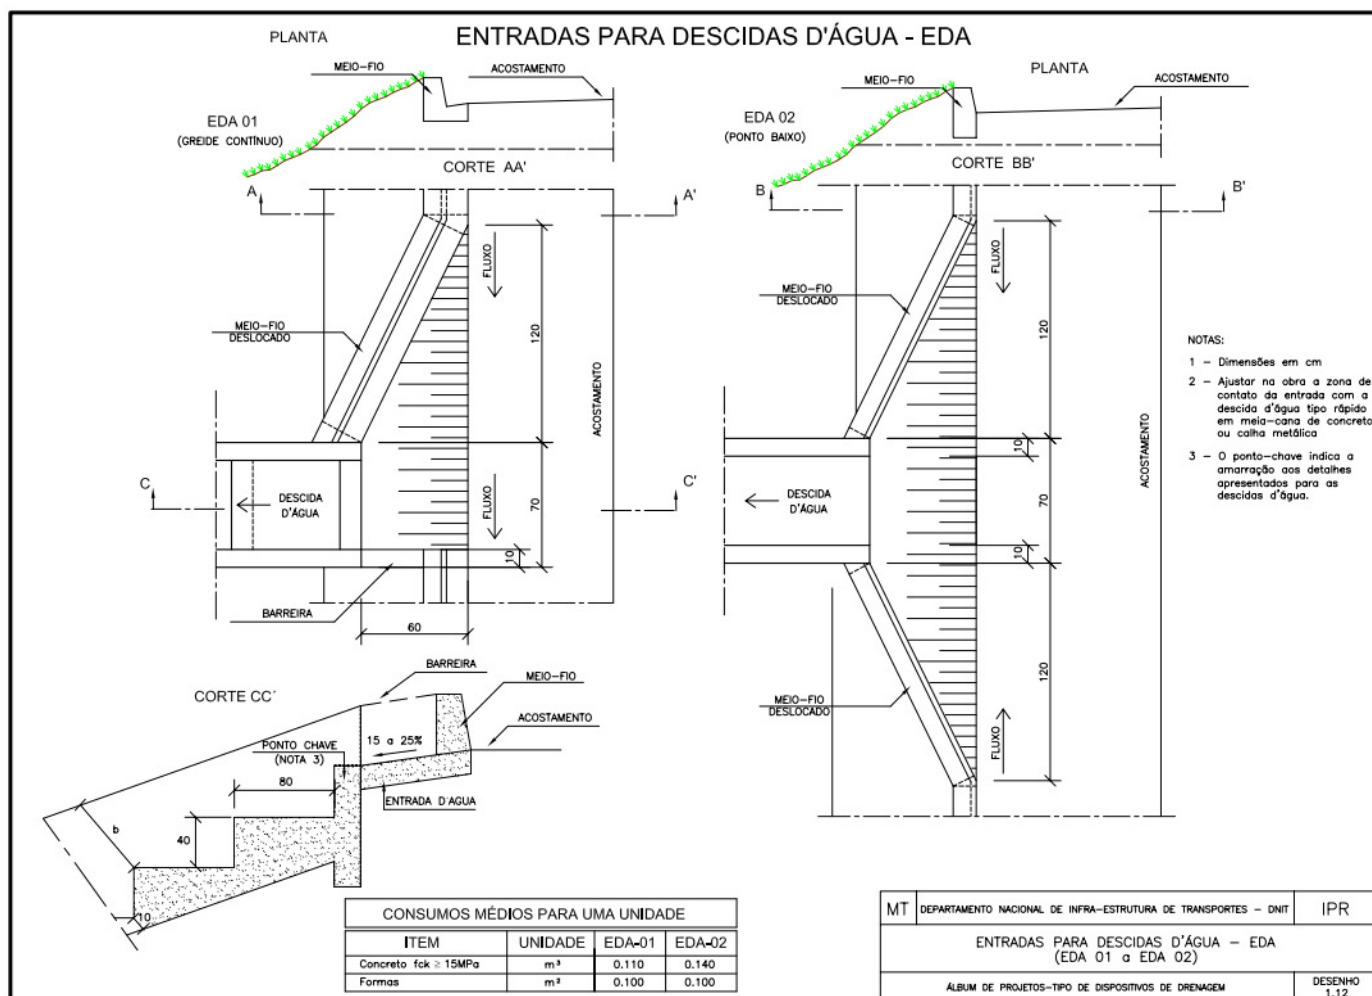 ENTRADAS PARA DESCIDAS D'ÁGUA - EDA
PLANTA
MEIO-FIO
ACOSTAMENTO
EDA 01
(GREIDE CONTÍNUO)
CORTE AA'
A
A'
FLUXO
120
MEIO-FIO
DESLOCADO
ACOSTAMENTO
C
C'
DESCIDA
D'ÁGUA
FLUXO
70
10
BARREIRA
60
PLANTA
MEIO-FIO
ACOSTAMENTO
EDA 02
(PONTO BAIXO)
CORTE BB'
B
B'
FLUXO
MEIO-FIO
DESLOCADO
120
ACOSTAMENTO
10
DESCIDA
D'ÁGUA
70
10
120
MEIO-FIO
DESLOCADO
FLUXO
NOTAS:
1 - Dimensões em cm
2 - Ajustar na obra a zona de
contato da entrada com a
descida d'água tipo rápido
em meia-cana de concreto
ou calha metálica
3 - O ponto-chave indica a
amarração aos detalhes
apresentados para as
descidas d'água.
CORTE CC'
BARREIRA
MEIO-FIO
ACOSTAMENTO
PONTO CHAVE
(NOTA 3)
15 a 25%
80
ENTRADA D'AGUA
b
40
10
CONSUMOS MÉDIOS PARA UMA UNIDADE
ITEM UNIDADE EDA-01 EDA-02
Concreto fck ≥ 15MPa m³ 0.110 0.140
Formas m² 0.100 0.100
MT DEPARTAMENTO NACIONAL DE INFRA-ESTRUTURA DE TRANSPORTES - DNIT IPR
ENTRADAS PARA DESCIDAS D'ÁGUA - EDA
(EDA 01 a EDA 02)
ÁLBUM DE PROJETOS-TIPO DE DISPOSITIVOS DE DRENAGEM
DESENHO
1.12